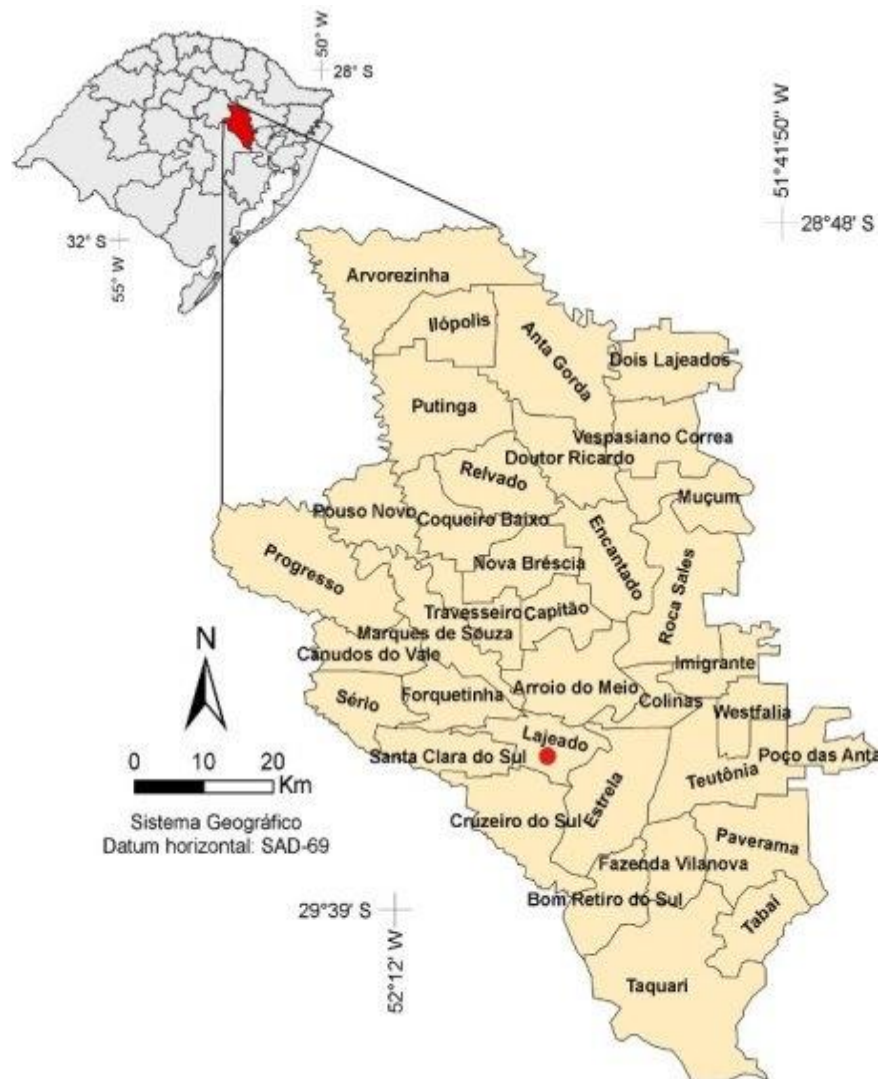 50° W
28° S
51°41'50" W
28°48' S
32° S
55° W
Arvorezinha
Ilópolis
Anta Gorda
Dois Lajeados
Putinga
Vespasiano Correa
Doutor Ricardo
Relvado
Muçum
Pouso Novo
Coqueiro Baixo
Encantado
Nova Bréscia
Progresso
Roca Sales
Travesseiro
Capitão
Marques de Souza
Canudos do Vale
Imigrante
Sério
Forquetinha
Arroio do Meio
Colinas
Westfalia
Lajeado
Santa Clara do Sul
Poço das Anta
Teutônia
Estrela
Cruzeiro do Sul
Paverama
Fazenda Vilanova
Bom Retiro do Sul
Tabaí
Taquari
N
0 10 20
Km
Sistema Geográfico
Datum horizontal: SAD-69
29°39' S
52°12' W